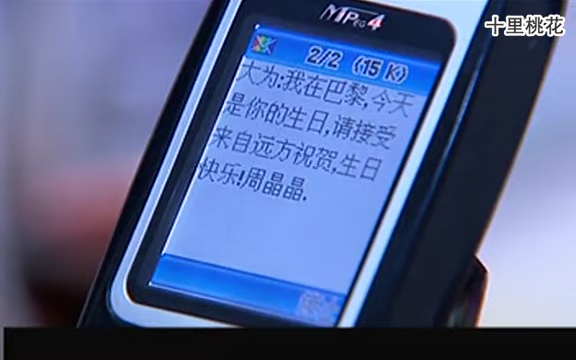 十里桃花
MPEG4
2/2 (15 K)
大为:我在巴黎,今天
是你的生日,请接受
来自远方祝贺,生日
快乐!周晶晶.